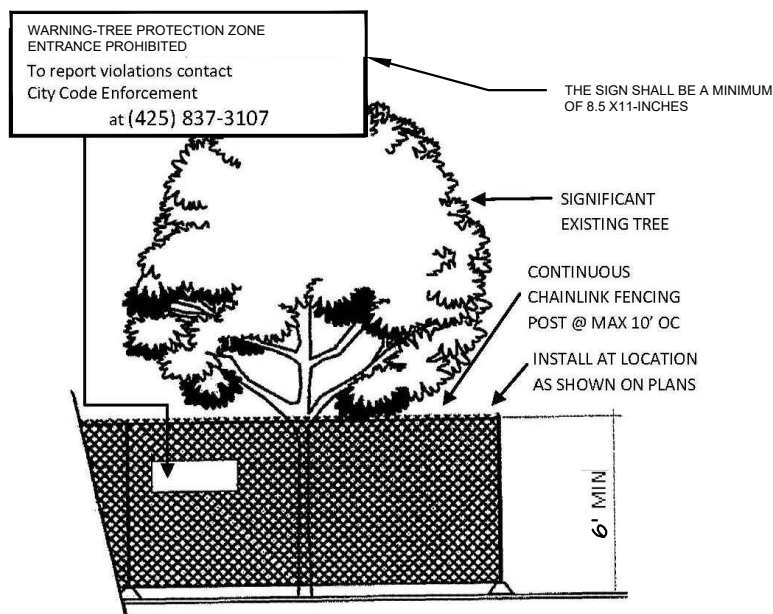 WARNING-TREE PROTECTION ZONE
ENTRANCE PROHIBITED
To report violations contact
City Code Enforcement
at (425) 837-3107
THE SIGN SHALL BE A MINIMUM
OF 8.5 X11-INCHES
SIGNIFICANT
EXISTING TREE
CONTINUOUS
CHAINLINK FENCING
POST @ MAX 10' OC
INSTALL AT LOCATION
AS SHOWN ON PLANS
6' MIN